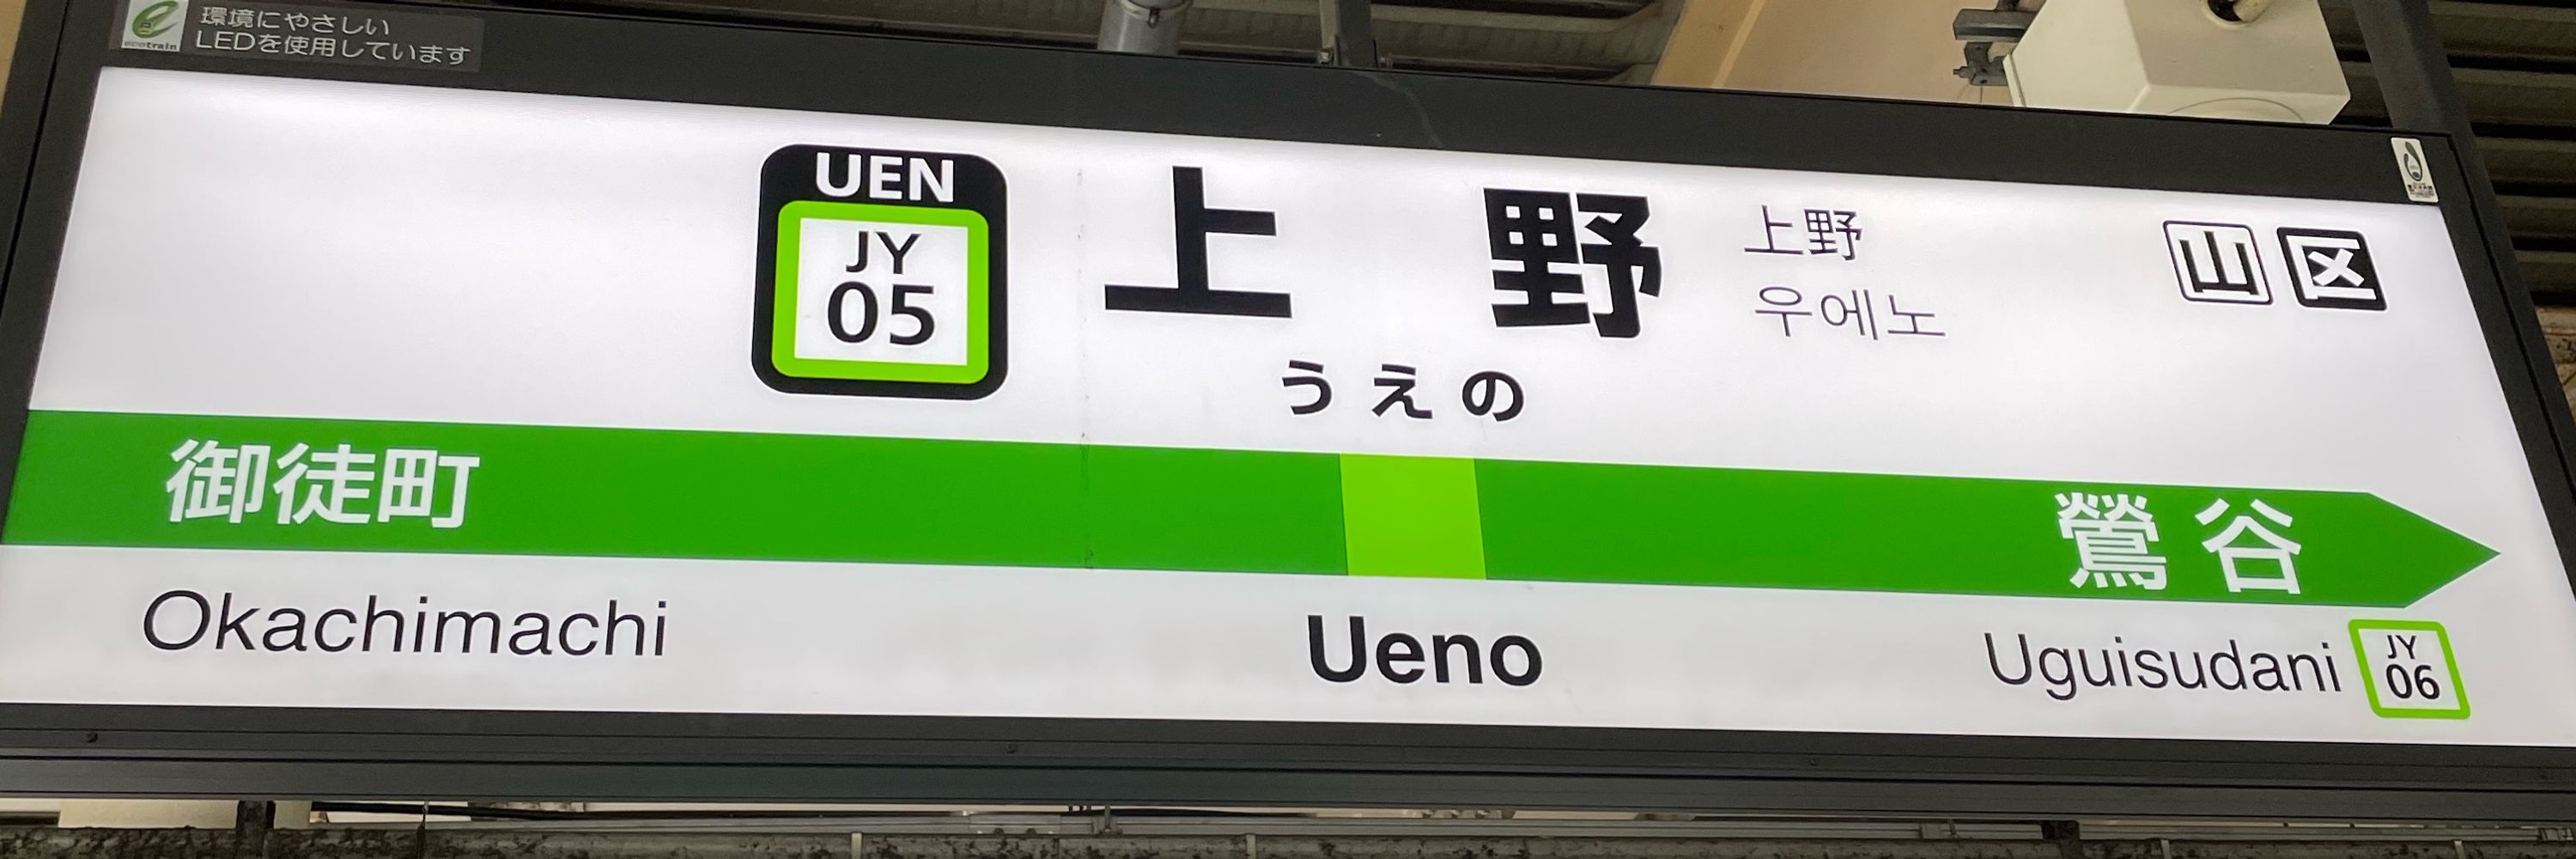 ecotrain
環境にやさしい
LEDを使用しています
UEN
JY
05
上野
上野
우에노
山区
うえの
御徒町
鶯谷
Okachimachi
Ueno
Uguisudani
JY
06